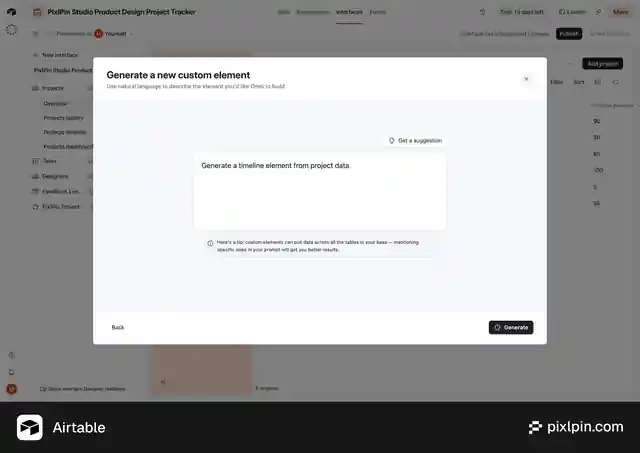 PixlPin Studio Product Design Project Tracker
Data
Automations
Interfaces
Forms
Trial: 13 days left
Share
Publish
New interface
PixlPin Studio Product
Add project
Projects
Overview
Projects gallery
Projects timeline
Projects dashboard
Tasks
Designers
PixlPin Project
Filter
Sort
Generate a new custom element
Use natural language to describe the element you'd like Omni to build
Get a suggestion
Generate a timeline element from project data
Here's a tip: custom elements can pull data across all the tables in your base — mentioning
specific ones in your prompt will get you better results.
Back
Generate
Airtable
pixlpin.com